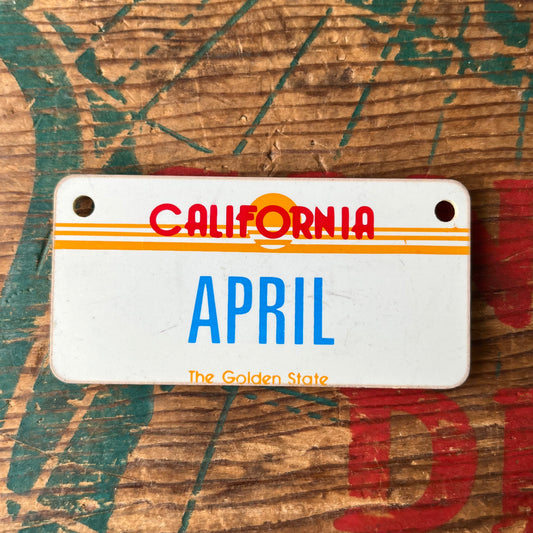 CALIFORNIA
APRIL
The Golden State